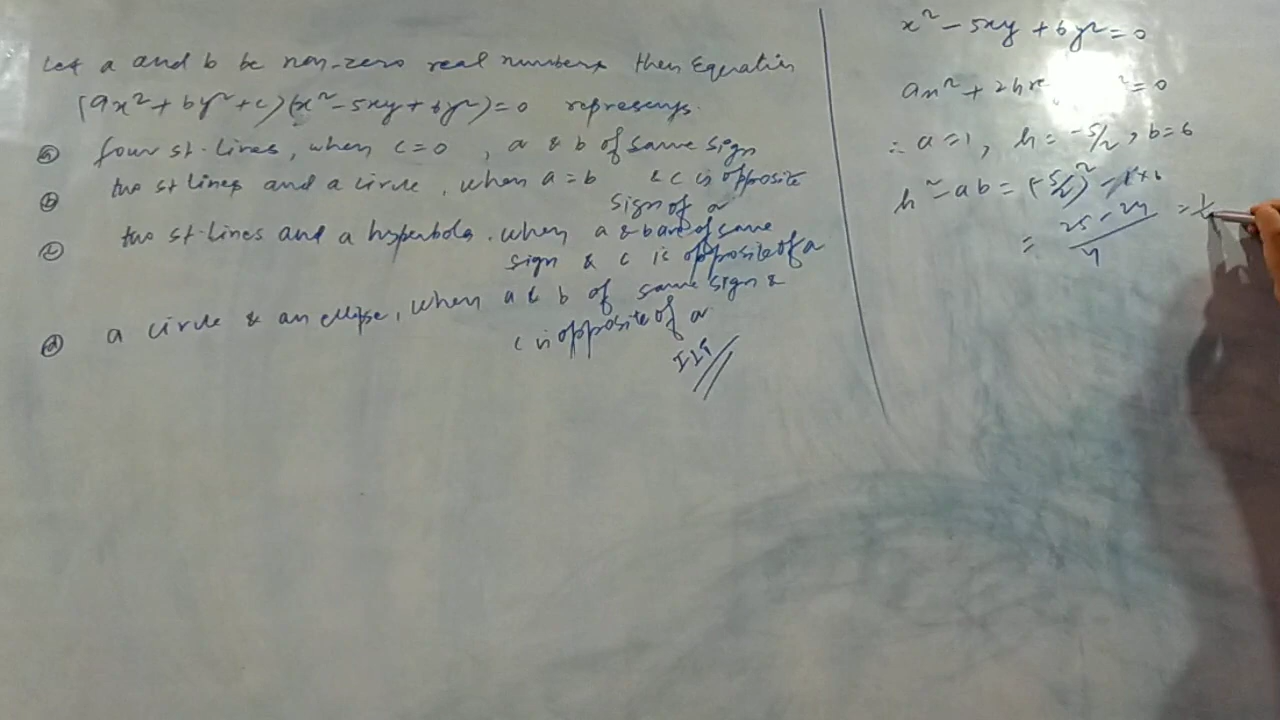 Let a and b be non-zero real numbers then Equation
(ax²+by²+c)(x²-5xy+6y²)=0 represents.
ⓐ four st. lines, when c=0, a & b of same sign
ⓑ two st lines and a circle, when a=b & c is opposite
sign of a
ⓒ two st. lines and a hyperbola. when a & b are of same
sign & c is opposite of a
ⓓ a circle & an ellipse, when a & b of same sign &
c is opposite of a
IIT
x²-5xy+6y²=0
ax²+2hx ²=0
∴ a=1, h=-5/2, b=6
h²-ab = (-5/2)²-1×6
= 25-24/4 = 1/